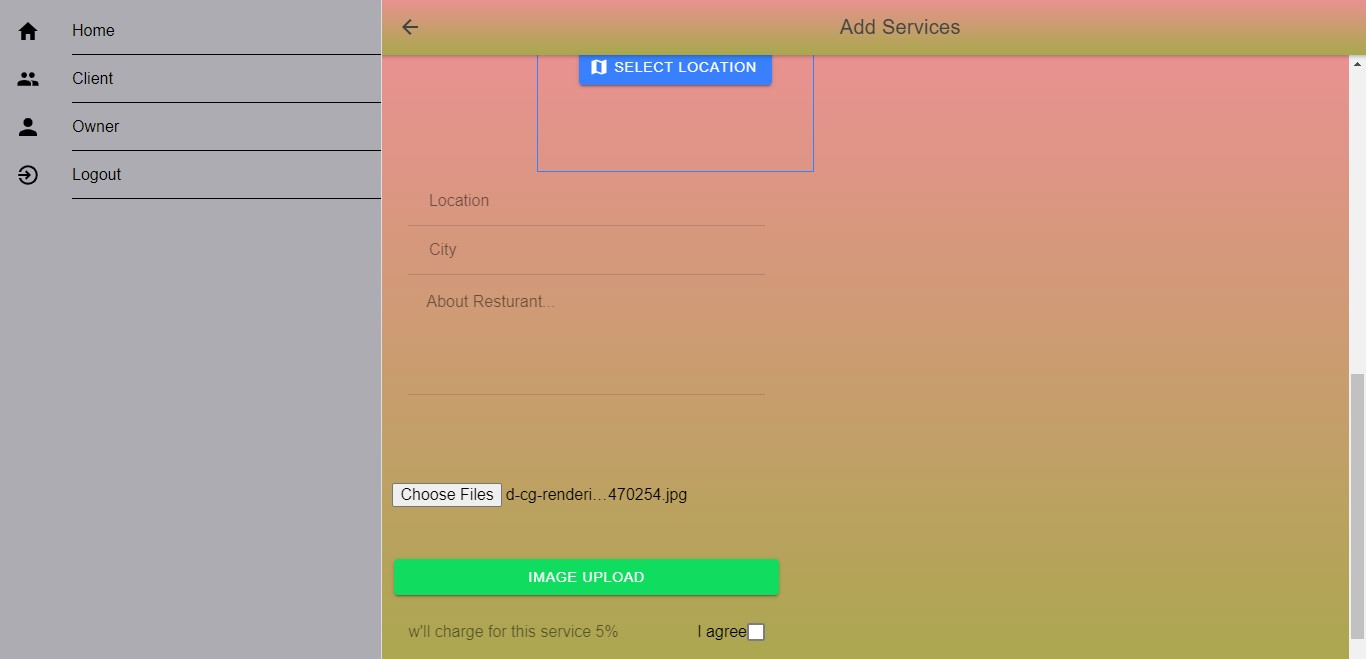 Home
Client
Owner
Logout
Add Services
SELECT LOCATION
Location
City
About Resturant...
Choose Files d-cg-renderi...470254.jpg
IMAGE UPLOAD
w'll charge for this service 5% I agree